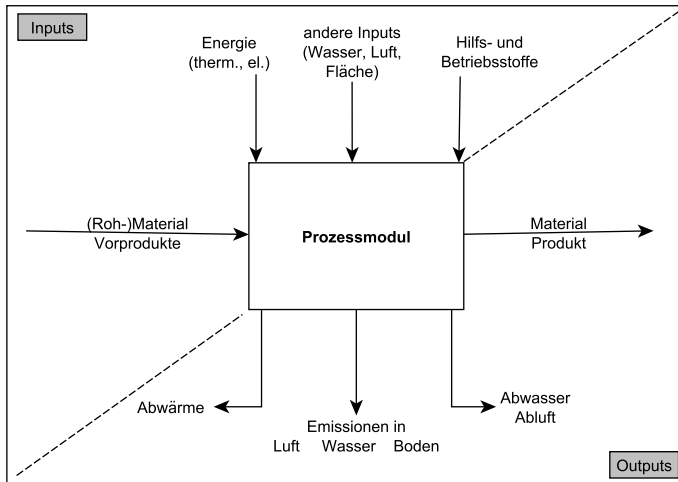 Inputs
Energie
(therm., el.)
andere Inputs
(Wasser, Luft,
Fläche)
Hilfs- und
Betriebsstoffe
(Roh-)Material
Vorprodukte
Prozessmodul
Material
Produkt
Abwärme
Emissionen in
Luft Wasser Boden
Abwasser
Abluft
Outputs